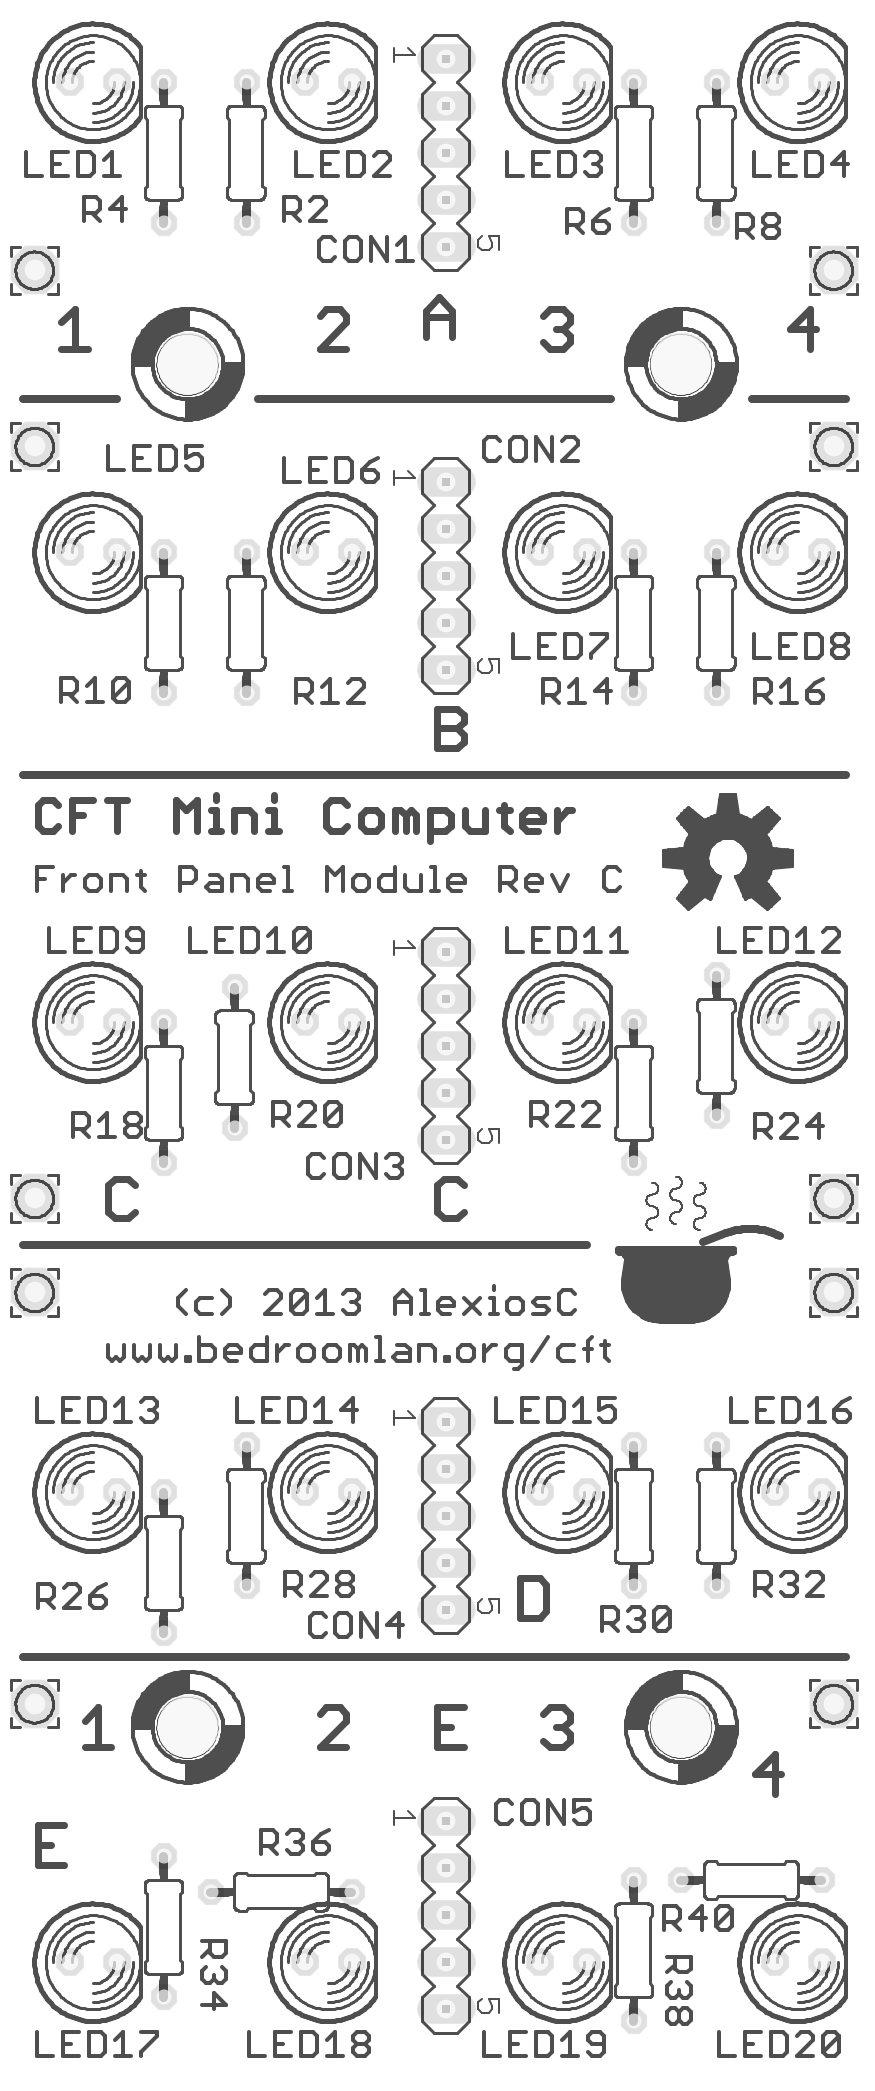 1
LED1 LED2 LED3 LED4
R4 R2 R6 R8
CON1 5
1 2 A 3 4
LED5 LED6 1 CON2
LED7 LED8
5
R10 R12 R14 R16
B
CFT Mini Computer
Front Panel Module Rev C
LED9 LED10 1 LED11 LED12
R18 R20 R22 R24
5
CON3
C C
(c) 2013 AlexiosC
www.bedroomlan.org/cft
LED13 LED14 1 LED15 LED16
R26 R28 D R32
CON4 5 R30
1 2 E 3
4
1 CON5
E R36
R40
R34 R38
5
LED17 LED18 LED19 LED20